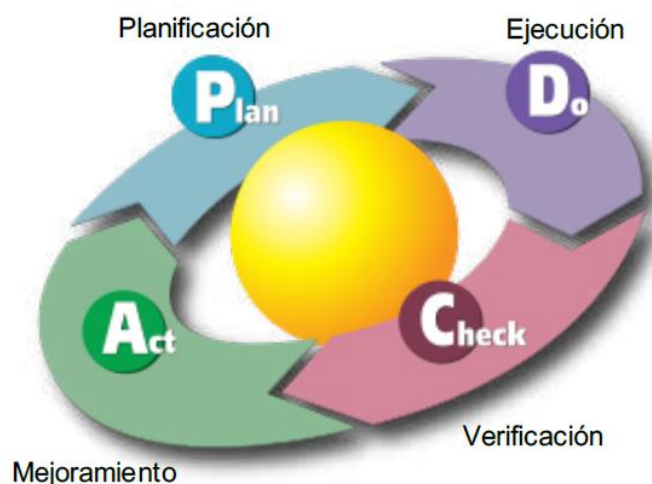 Planificación
Ejecución
Plan
Do
Act
Check
Verificación
Mejoramiento